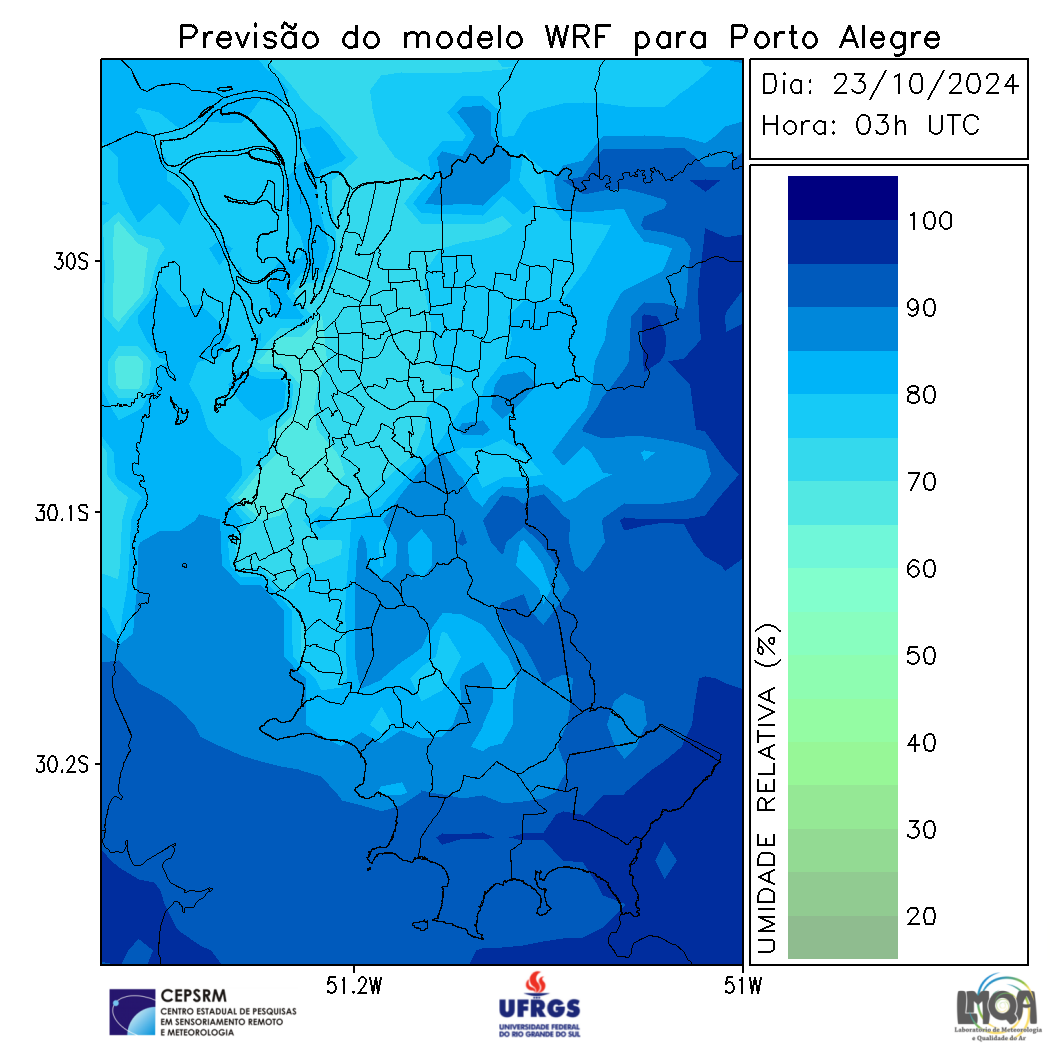 Previsão do modelo WRF para Porto Alegre
Dia: 23/10/2024
Hora: 03h UTC
30S
30.1S
30.2S
51.2W
51W
UMIDADE RELATIVA (%)
100
90
80
70
60
50
40
30
20
CEPSRM
CENTRO ESTADUAL DE PESQUISAS
EM SENSORIAMENTO REMOTO
E METEOROLOGIA
UFRGS
UNIVERSIDADE FEDERAL
DO RIO GRANDE DO SUL
LMQA
Laboratório de Meteorologia
e Qualidade do Ar